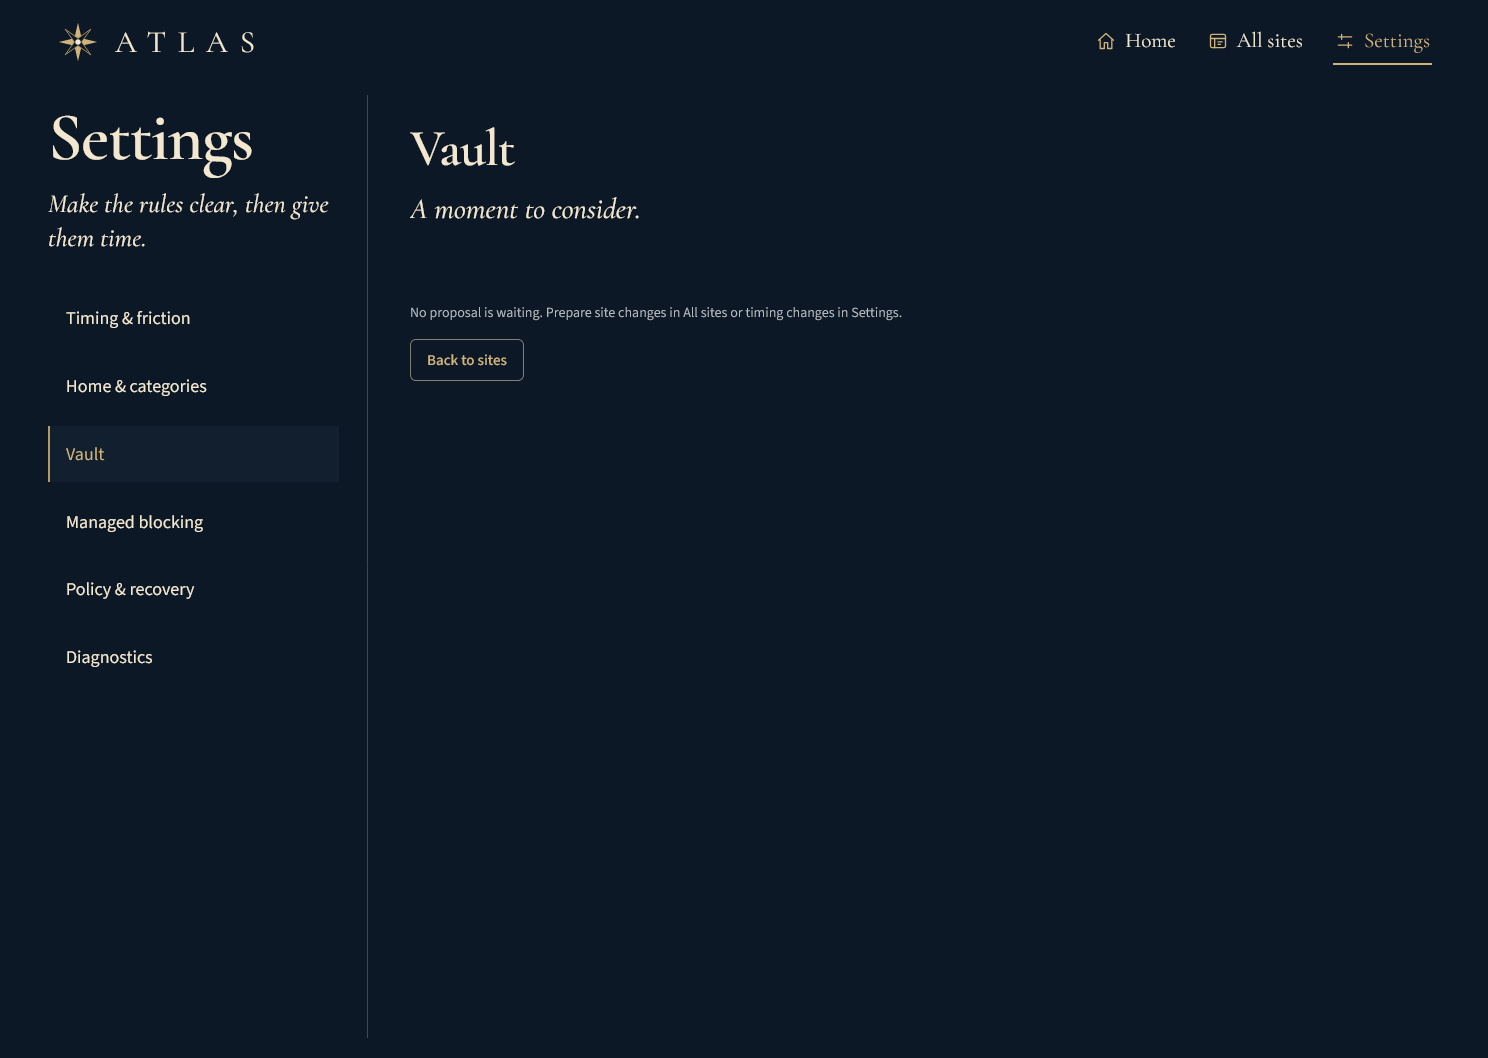 ATLAS
Home
All sites
Settings
Settings
Make the rules clear, then give
them time.
Timing & friction
Home & categories
Vault
Managed blocking
Policy & recovery
Diagnostics
Vault
A moment to consider.
No proposal is waiting. Prepare site changes in All sites or timing changes in Settings.
Back to sites